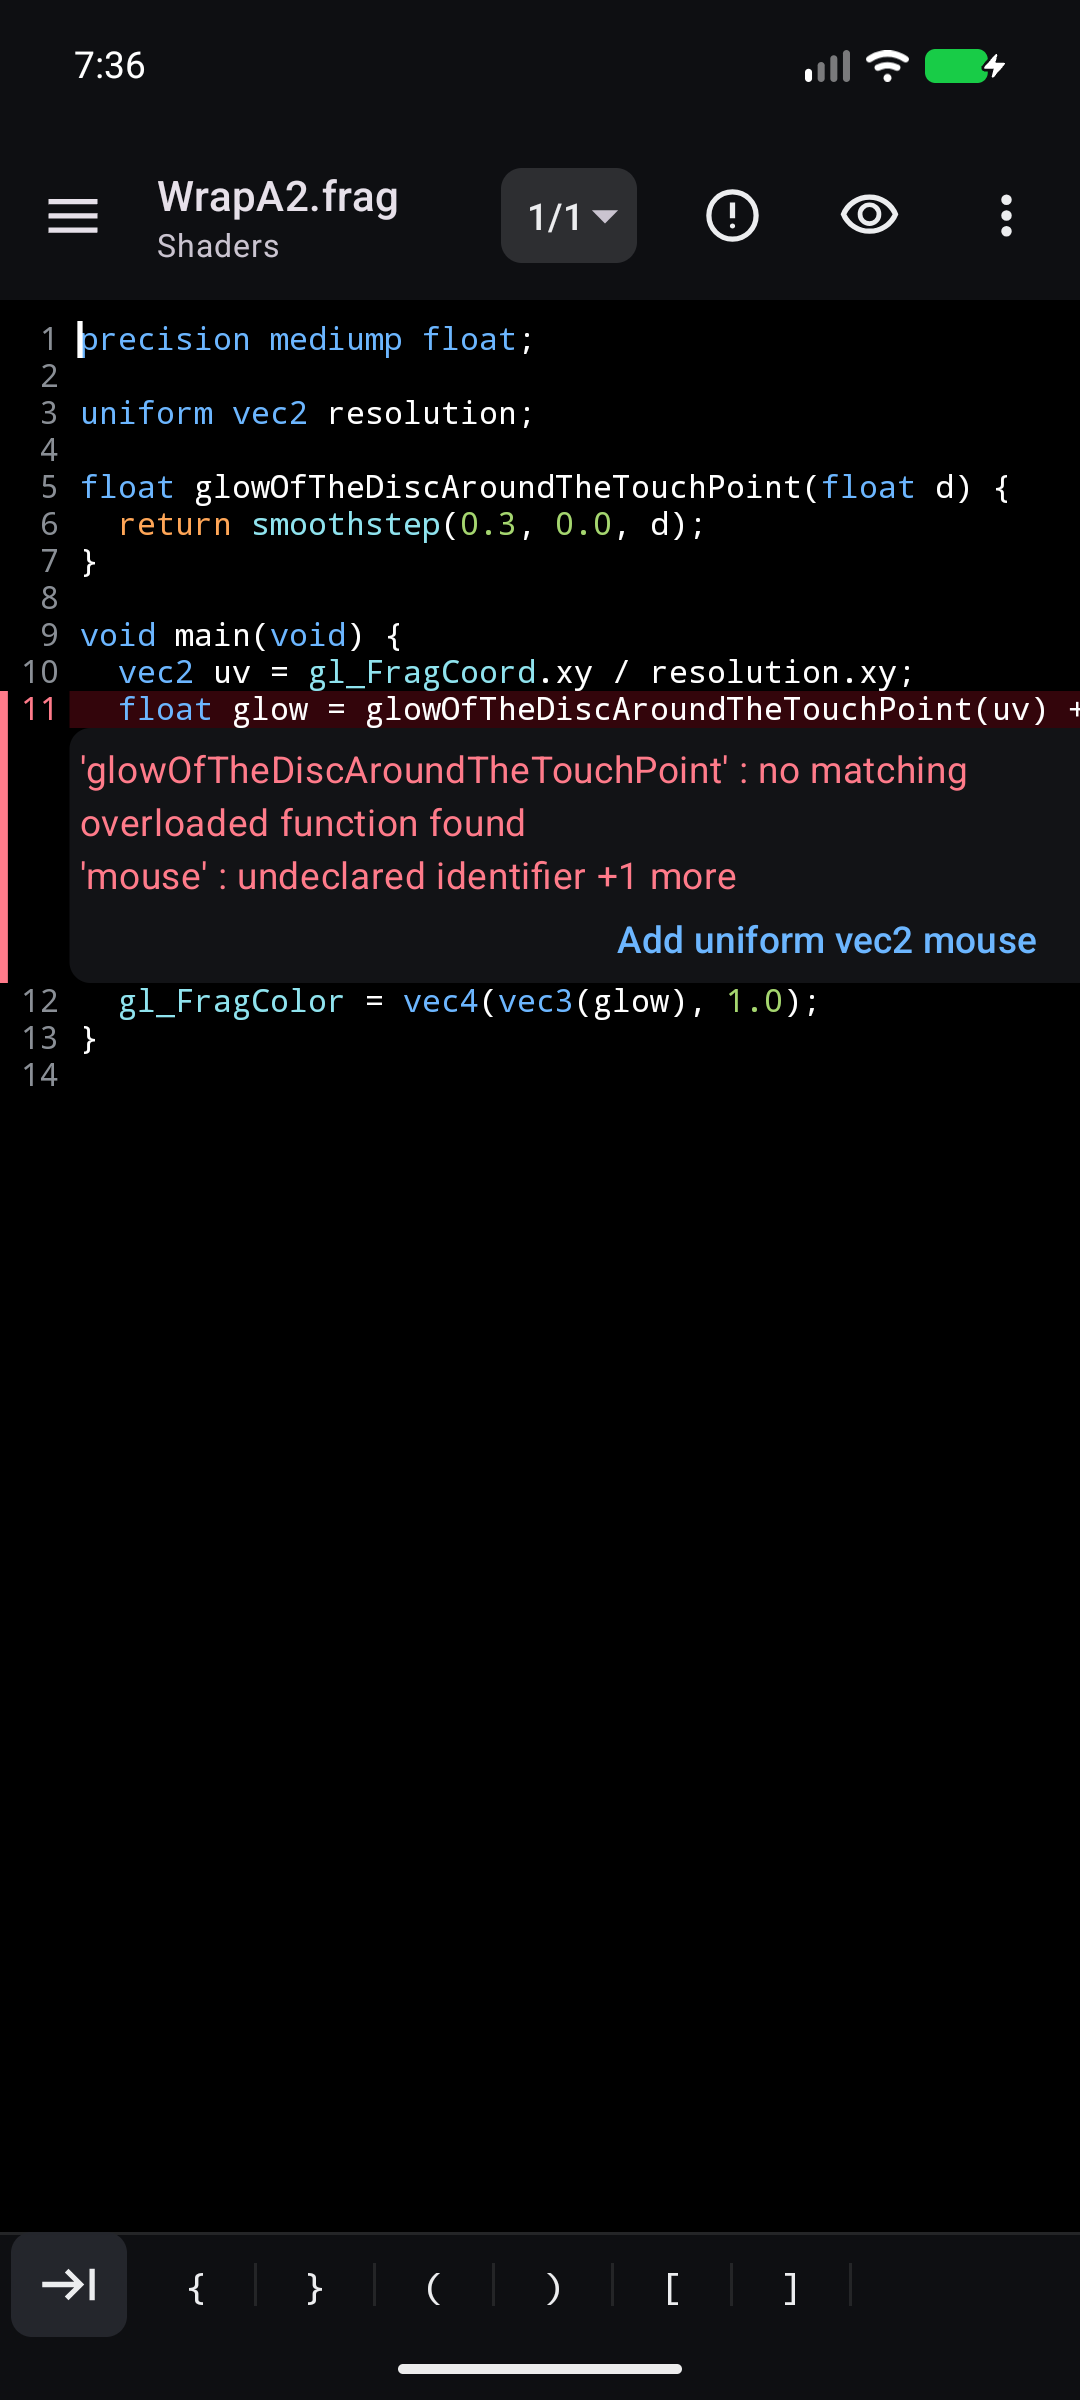 7:36
WrapA2.frag
Shaders
1/1
1 precision mediump float;
2
3 uniform vec2 resolution;
4
5 float glowOfTheDiscAroundTheTouchPoint(float d) {
6   return smoothstep(0.3, 0.0, d);
7 }
8
9 void main(void) {
10   vec2 uv = gl_FragCoord.xy / resolution.xy;
11   float glow = glowOfTheDiscAroundTheTouchPoint(uv) +
'glowOfTheDiscAroundTheTouchPoint' : no matching
overloaded function found
'mouse' : undeclared identifier +1 more
Add uniform vec2 mouse
12   gl_FragColor = vec4(vec3(glow), 1.0);
13 }
14
{ } ( ) [ ]